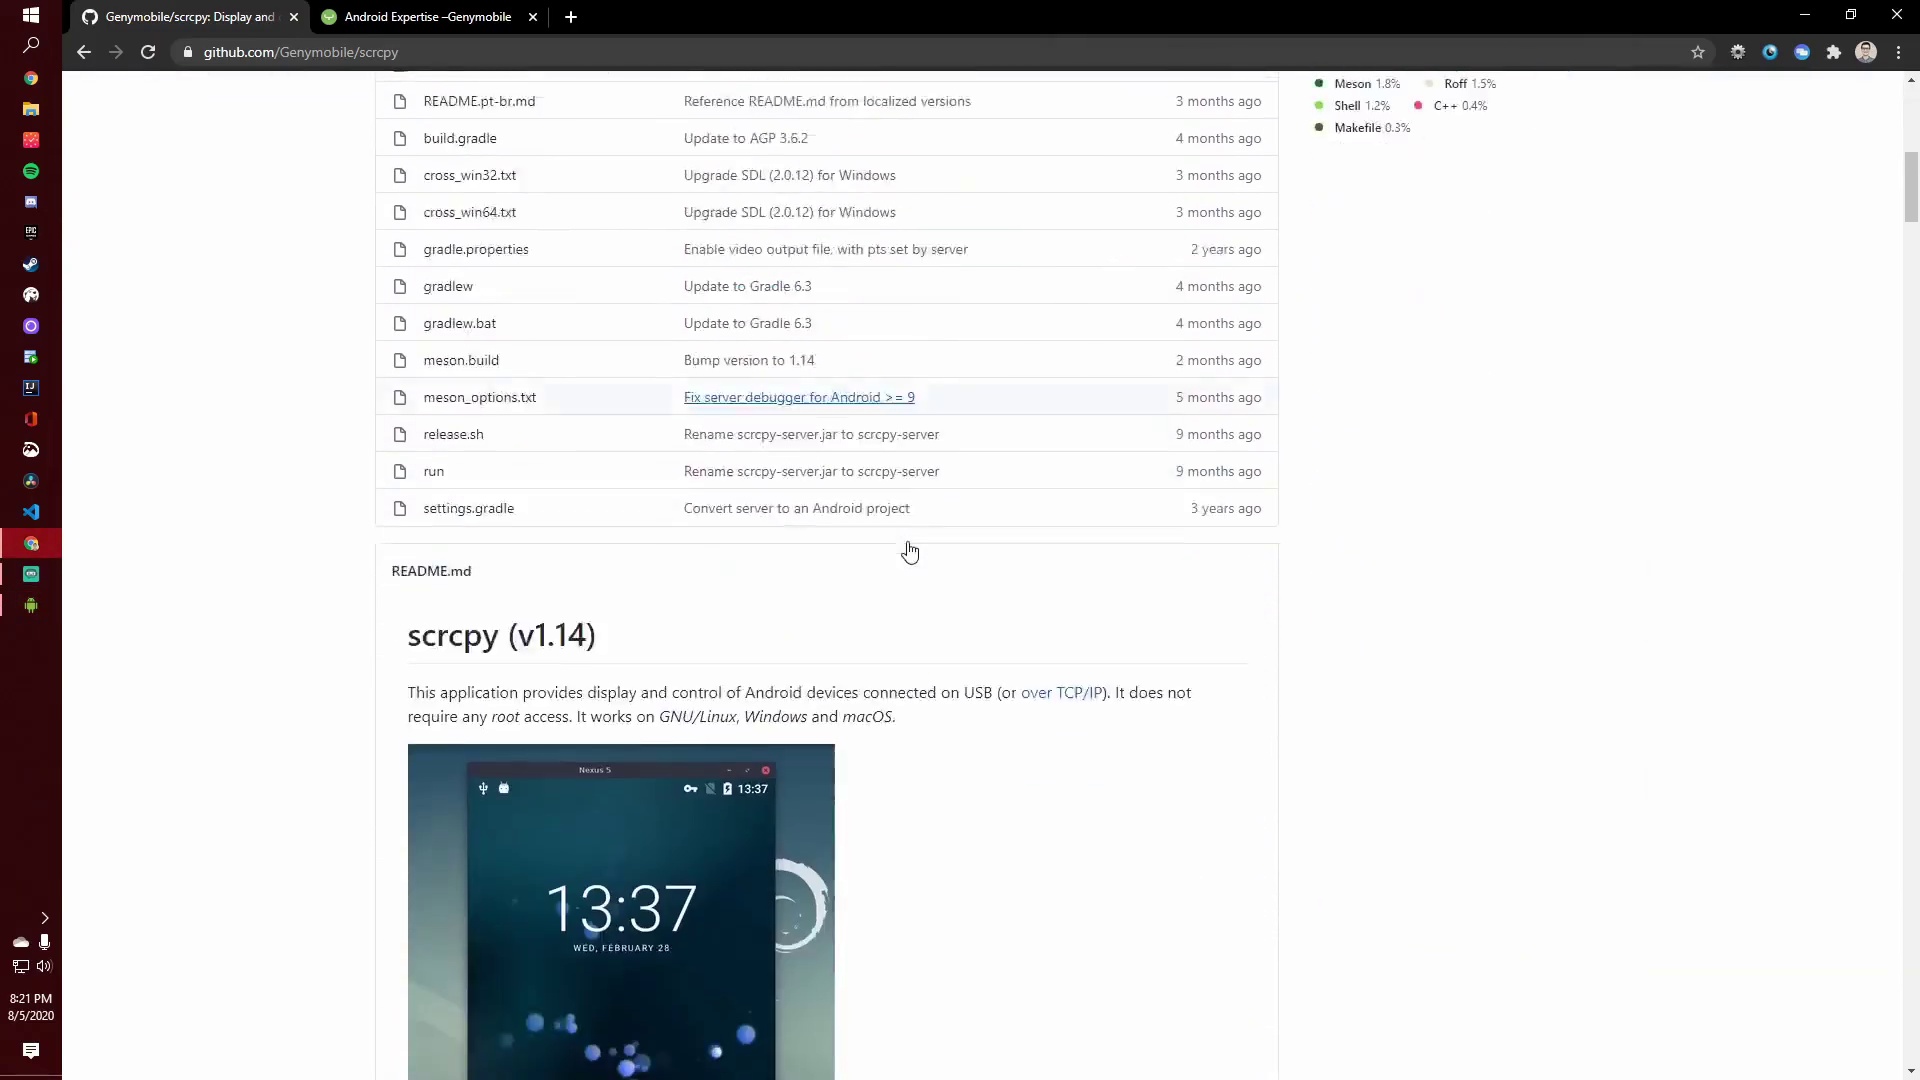 Genymobile/scrcpy: Display and
Android Expertise –Genymobile
github.com/Genymobile/scrcpy
README.pt-br.md Reference README.md from localized versions 3 months ago
build.gradle Update to AGP 3.6.2 4 months ago
cross_win32.txt Upgrade SDL (2.0.12) for Windows 3 months ago
cross_win64.txt Upgrade SDL (2.0.12) for Windows 3 months ago
gradle.properties Enable video output file, with pts set by server 2 years ago
gradlew Update to Gradle 6.3 4 months ago
gradlew.bat Update to Gradle 6.3 4 months ago
meson.build Bump version to 1.14 2 months ago
meson_options.txt Fix server debugger for Android >= 9 5 months ago
release.sh Rename scrcpy-server.jar to scrcpy-server 9 months ago
run Rename scrcpy-server.jar to scrcpy-server 9 months ago
settings.gradle Convert server to an Android project 3 years ago
Meson 1.8% Roff 1.5%
Shell 1.2% C++ 0.4%
Makefile 0.3%
README.md
scrcpy (v1.14)
This application provides display and control of Android devices connected on USB (or over TCP/IP). It does not
require any root access. It works on GNU/Linux, Windows and macOS.
Nexus 5
13:37
13:37
WED, FEBRUARY 28
EPIC
IJ
8:21 PM
8/5/2020